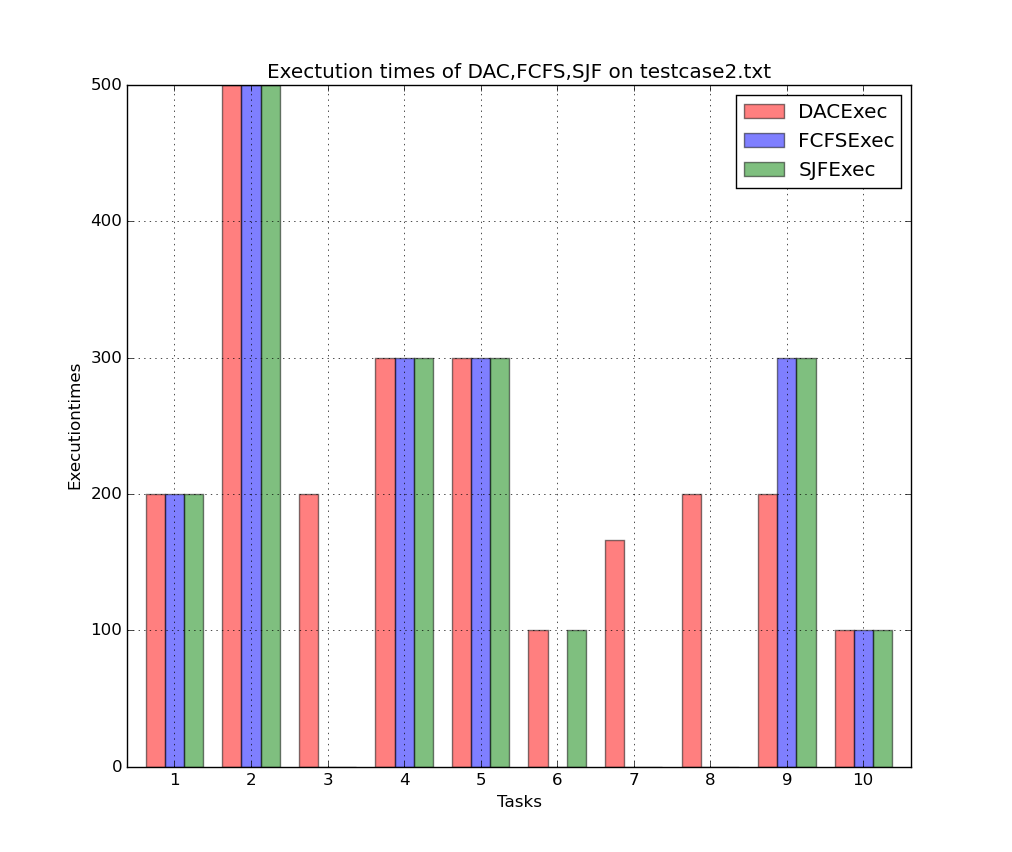 Exectution times of DAC,FCFS,SJF on testcase2.txt
500
400
300
200
100
0
Executiontimes
DACExec
FCFSExec
SJFExec
1 2 3 4 5 6 7 8 9 10
Tasks